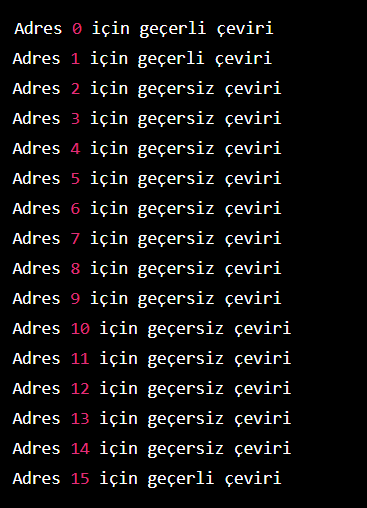 Adres 0 için geçerli çeviri
Adres 1 için geçerli çeviri
Adres 2 için geçersiz çeviri
Adres 3 için geçersiz çeviri
Adres 4 için geçersiz çeviri
Adres 5 için geçersiz çeviri
Adres 6 için geçersiz çeviri
Adres 7 için geçersiz çeviri
Adres 8 için geçersiz çeviri
Adres 9 için geçersiz çeviri
Adres 10 için geçersiz çeviri
Adres 11 için geçersiz çeviri
Adres 12 için geçersiz çeviri
Adres 13 için geçersiz çeviri
Adres 14 için geçersiz çeviri
Adres 15 için geçerli çeviri